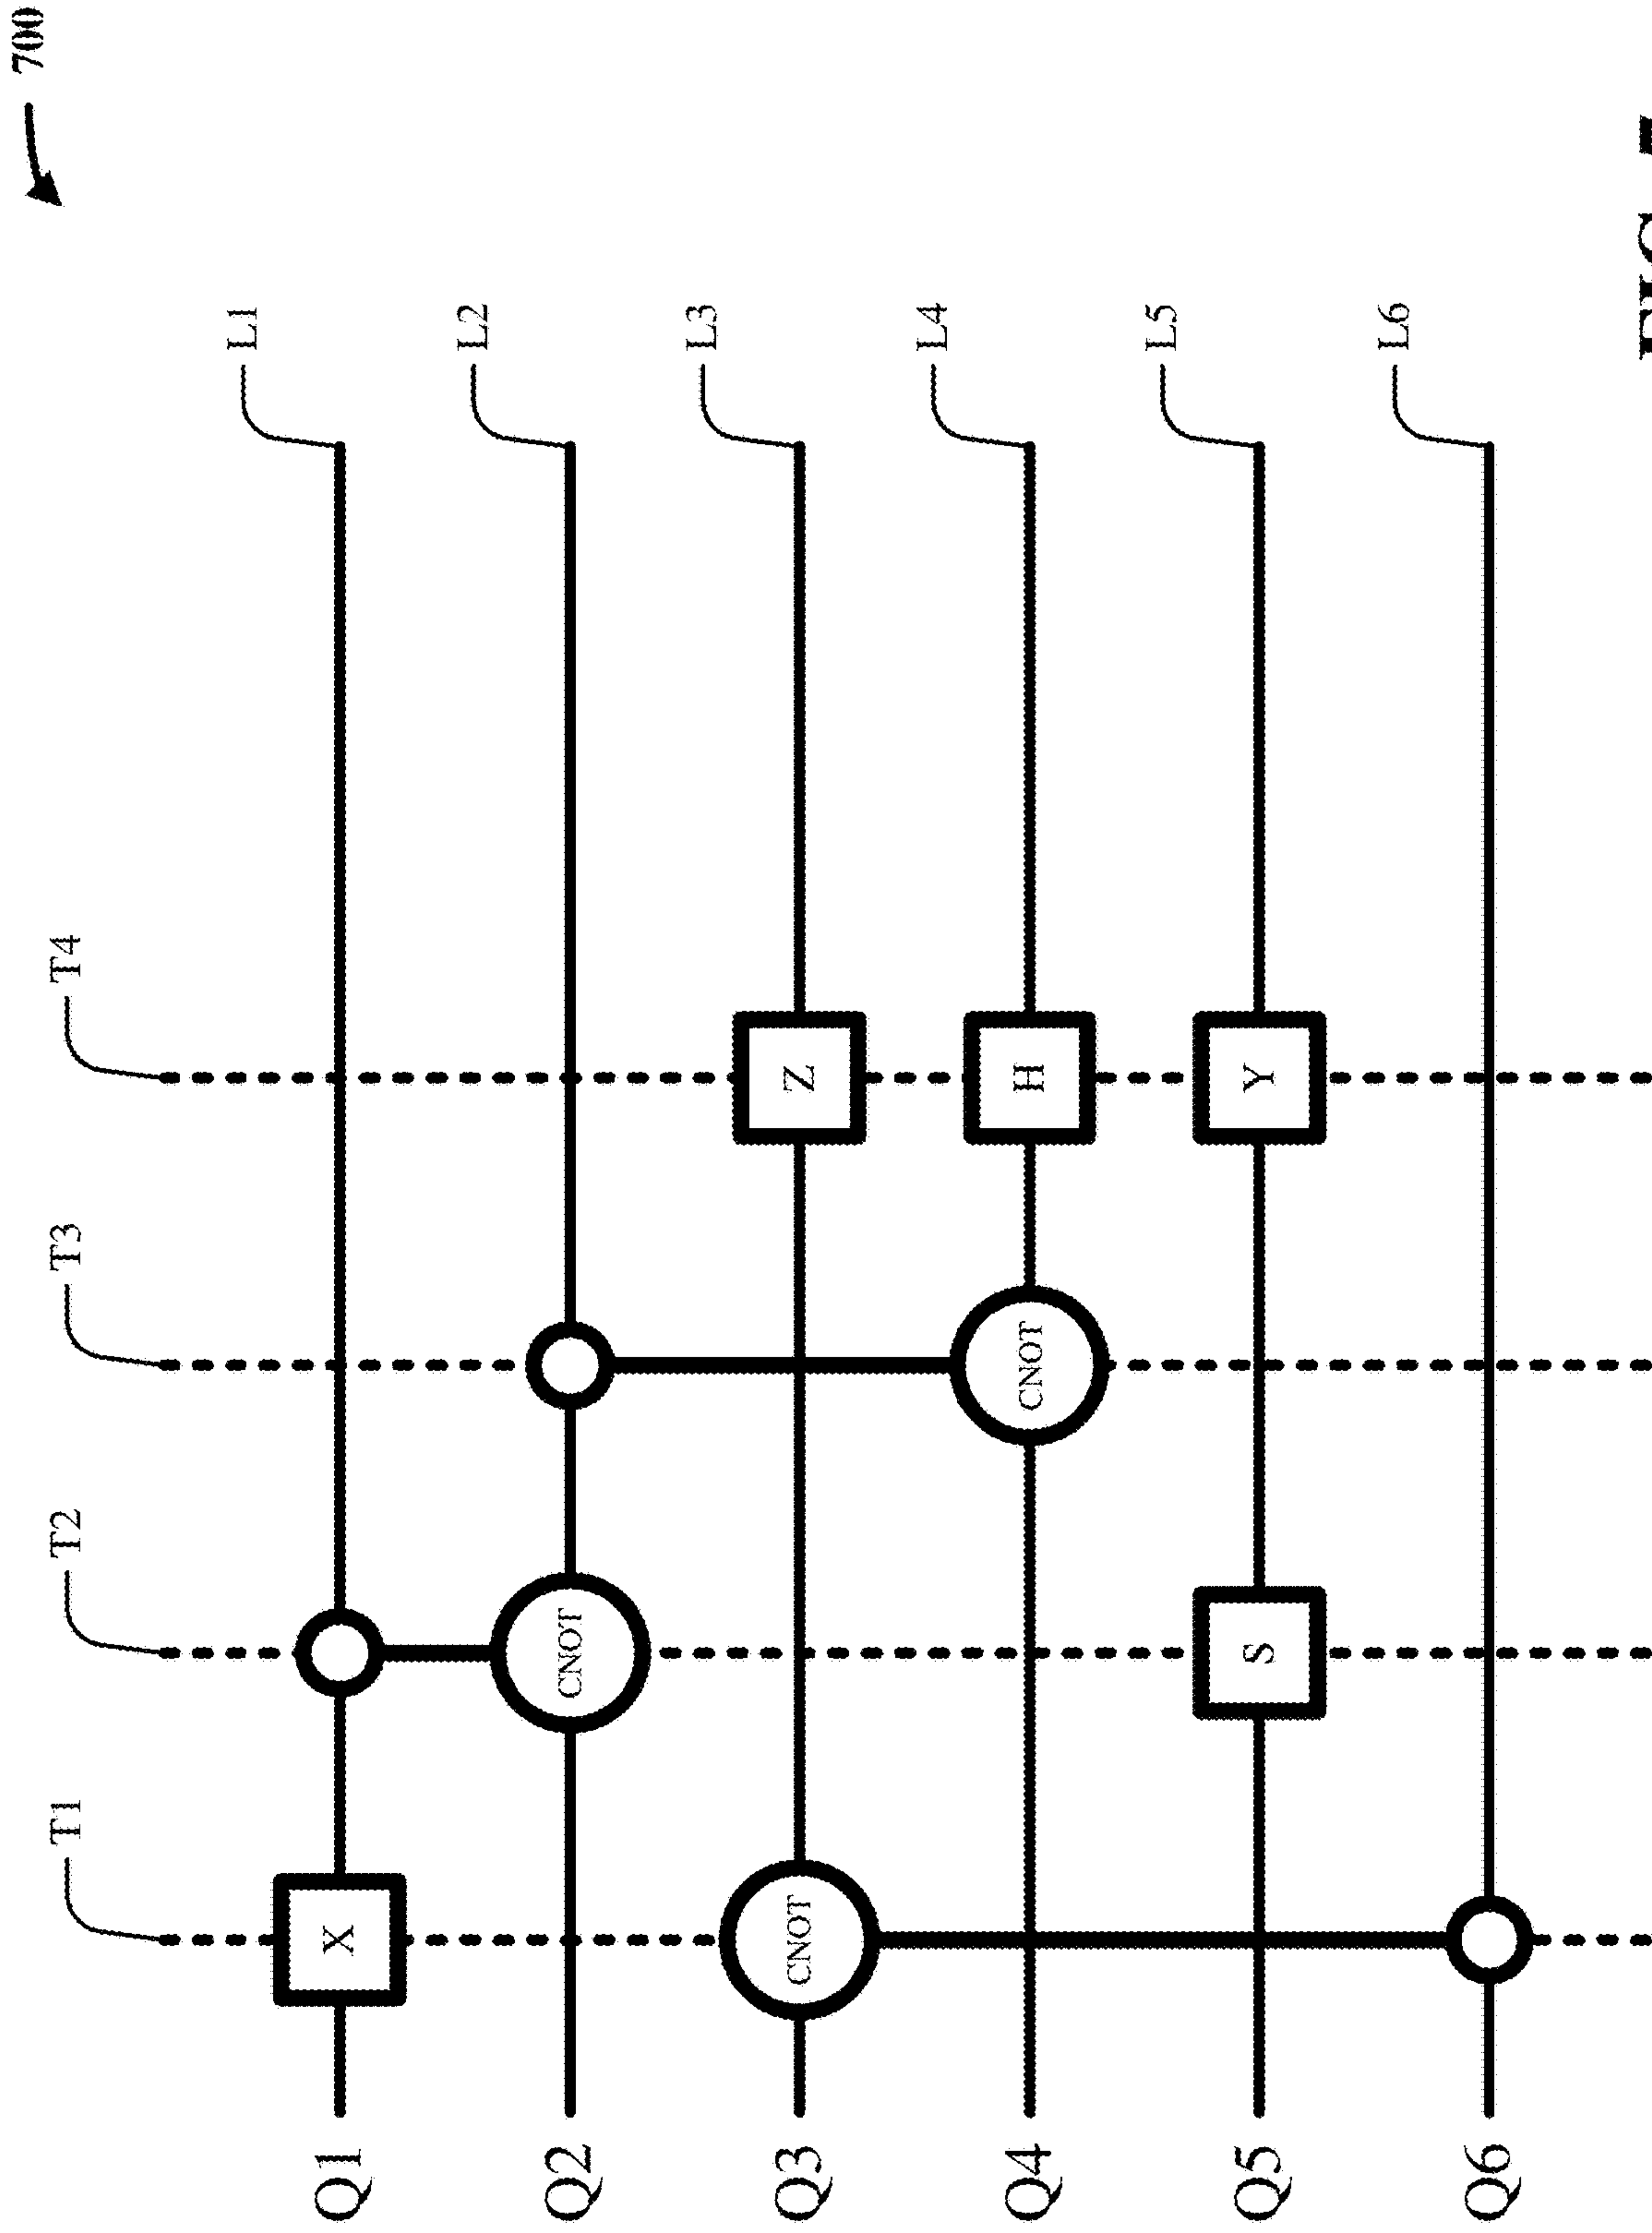 700
T1 T2 T3 T4
L1
Q1 X
L2
Q2 CNOT
L3
Q3 CNOT Z
L4
Q4 CNOT H
L5
Q5 S Y
L6
Q6